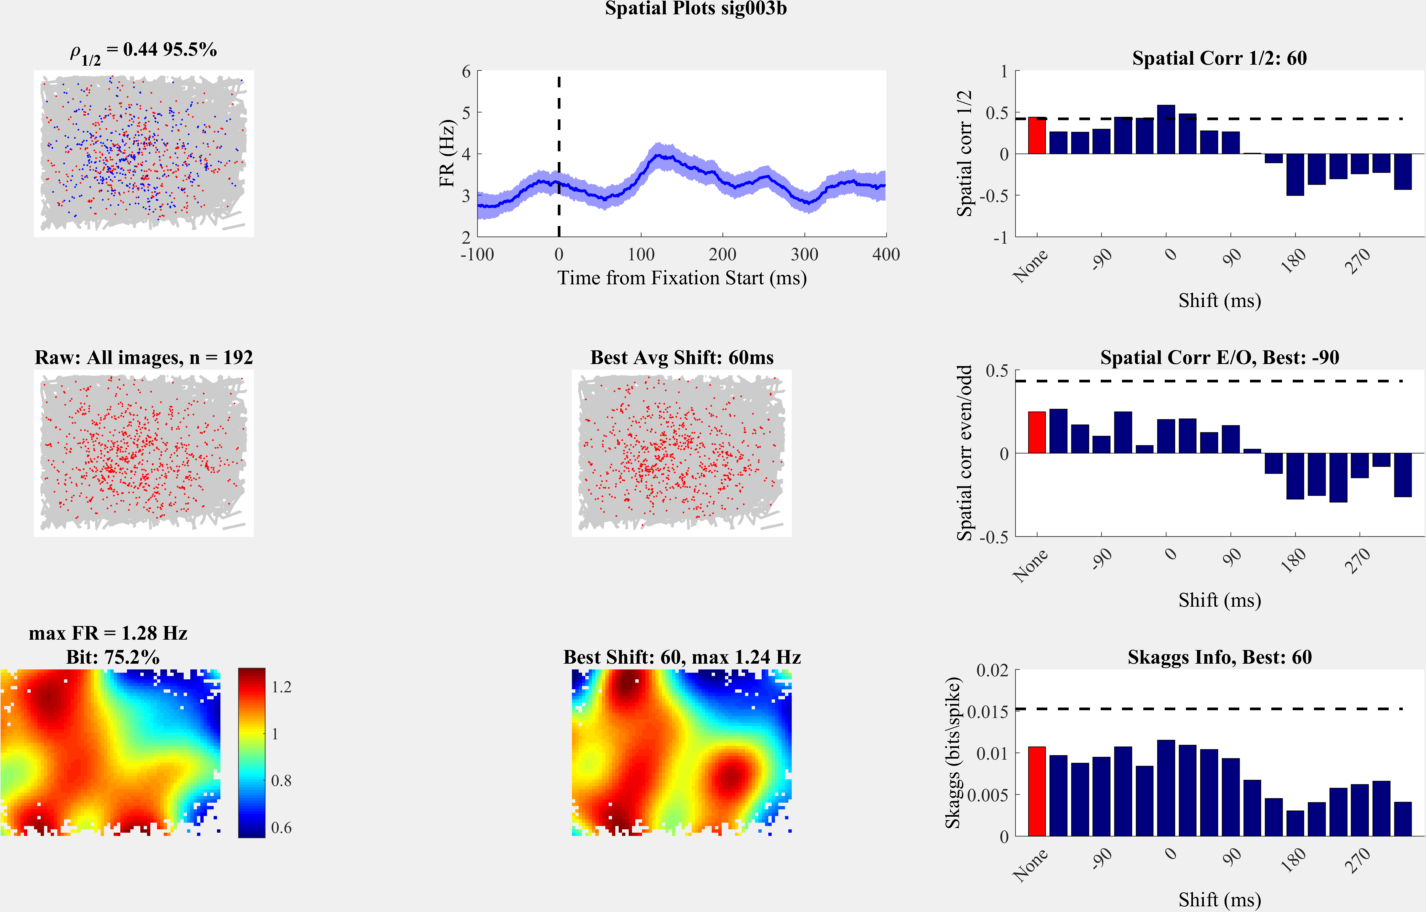 Spatial Plots sig003b
ρ1/2 = 0.44 95.5%
6
5
4
3
2
FR (Hz)
-100
0
100
200
300
400
Time from Fixation Start (ms)
Spatial Corr 1/2: 60
1
0.5
0
-0.5
-1
Spatial corr 1/2
None
-90
0
90
180
270
Shift (ms)
Raw: All images, n = 192
Best Avg Shift: 60ms
Spatial Corr E/O, Best: -90
0.5
0
-0.5
Spatial corr even/odd
None
-90
0
90
180
270
Shift (ms)
max FR = 1.28 Hz
Bit: 75.2%
1.2
1
0.8
0.6
Best Shift: 60, max 1.24 Hz
Skaggs Info, Best: 60
0.02
0.015
0.01
0.005
0
Skaggs (bits\spike)
None
-90
0
90
180
270
Shift (ms)